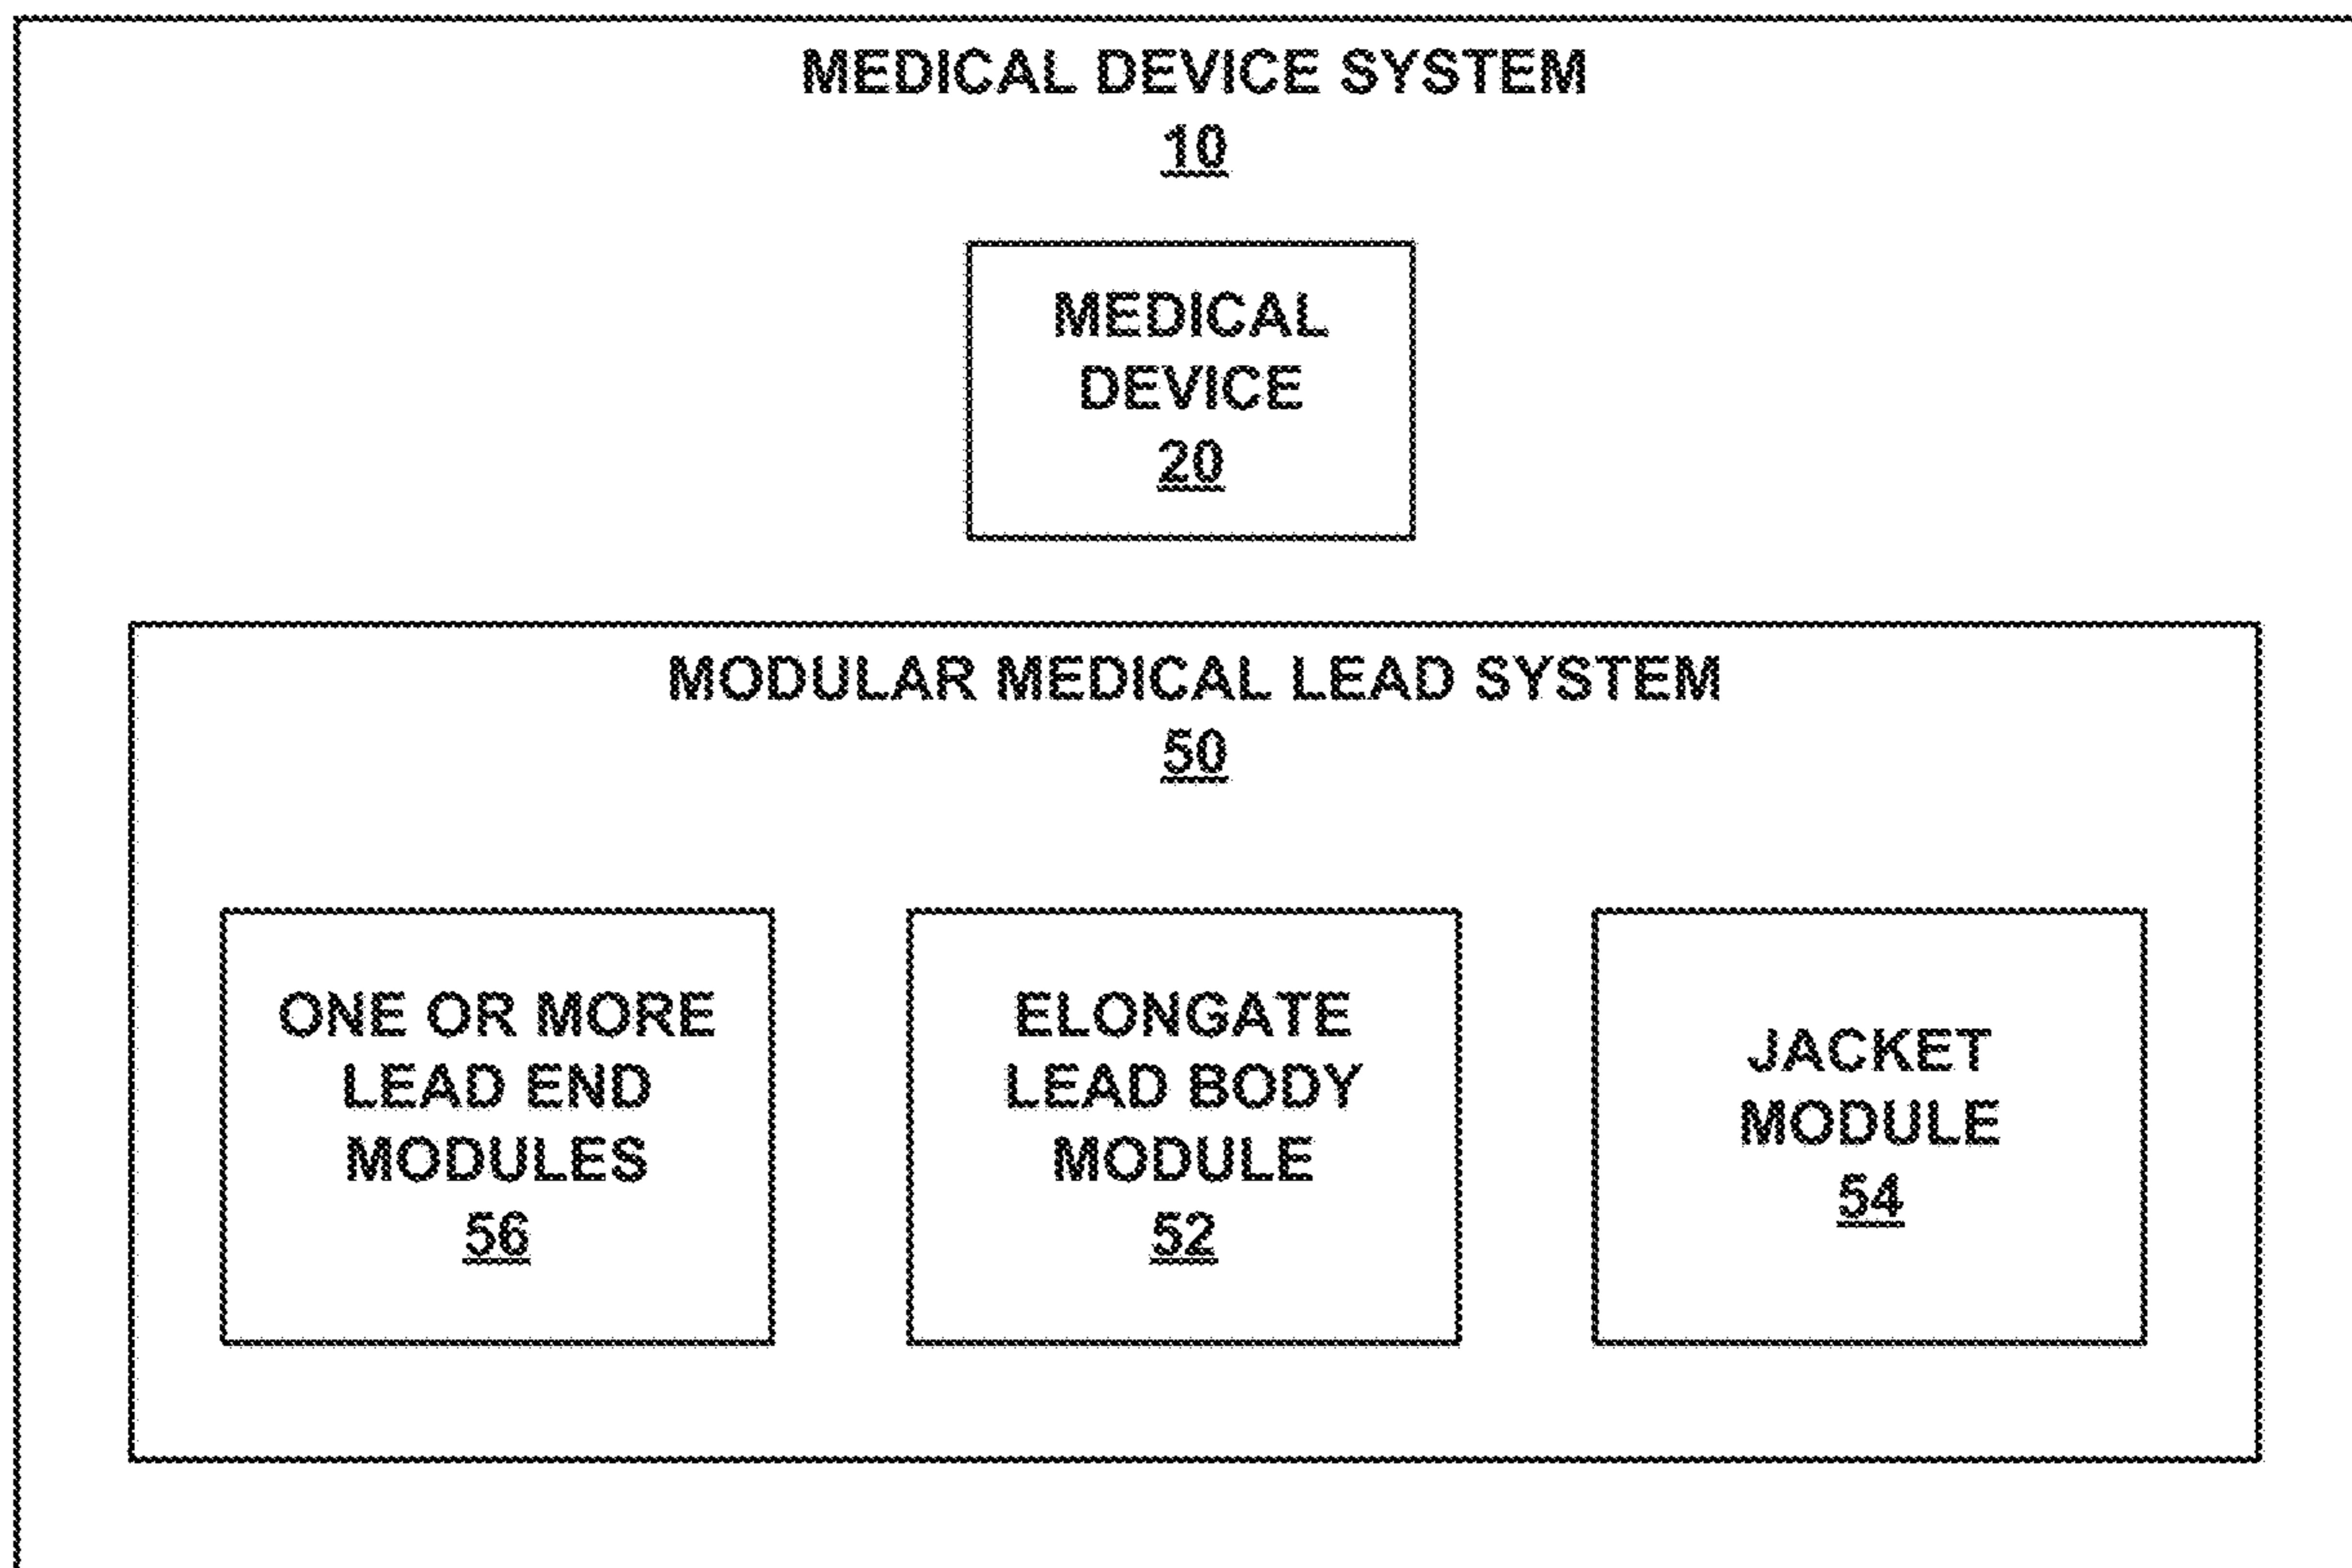 MEDICAL DEVICE SYSTEM
10
MEDICAL
DEVICE
20
MODULAR MEDICAL LEAD SYSTEM
50
ONE OR MORE
LEAD END
MODULES
56
ELONGATE
LEAD BODY
MODULE
52
JACKET
MODULE
54